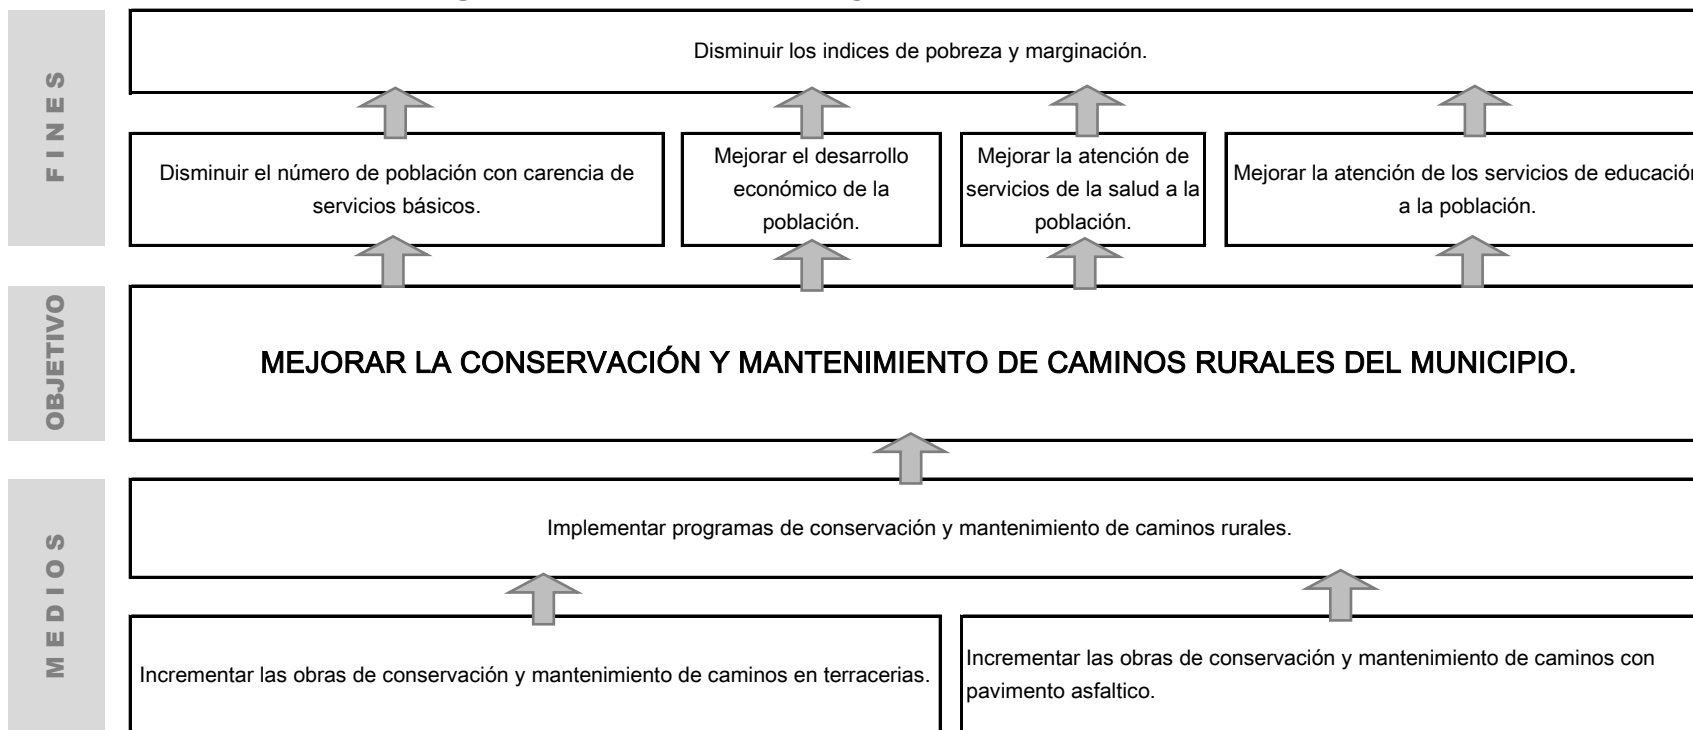 FINES
Disminuir los indices de pobreza y marginación.
Disminuir el número de población con carencia de
servicios básicos.
Mejorar el desarrollo
económico de la
población.
Mejorar la atención de
servicios de la salud a la
población.
Mejorar la atención de los servicios de educación
a la población.
OBJETIVO
MEJORAR LA CONSERVACIÓN Y MANTENIMIENTO DE CAMINOS RURALES DEL MUNICIPIO.
MEDIOS
Implementar programas de conservación y mantenimiento de caminos rurales.
Incrementar las obras de conservación y mantenimiento de caminos en terracerias.
Incrementar las obras de conservación y mantenimiento de caminos con
pavimento asfaltico.